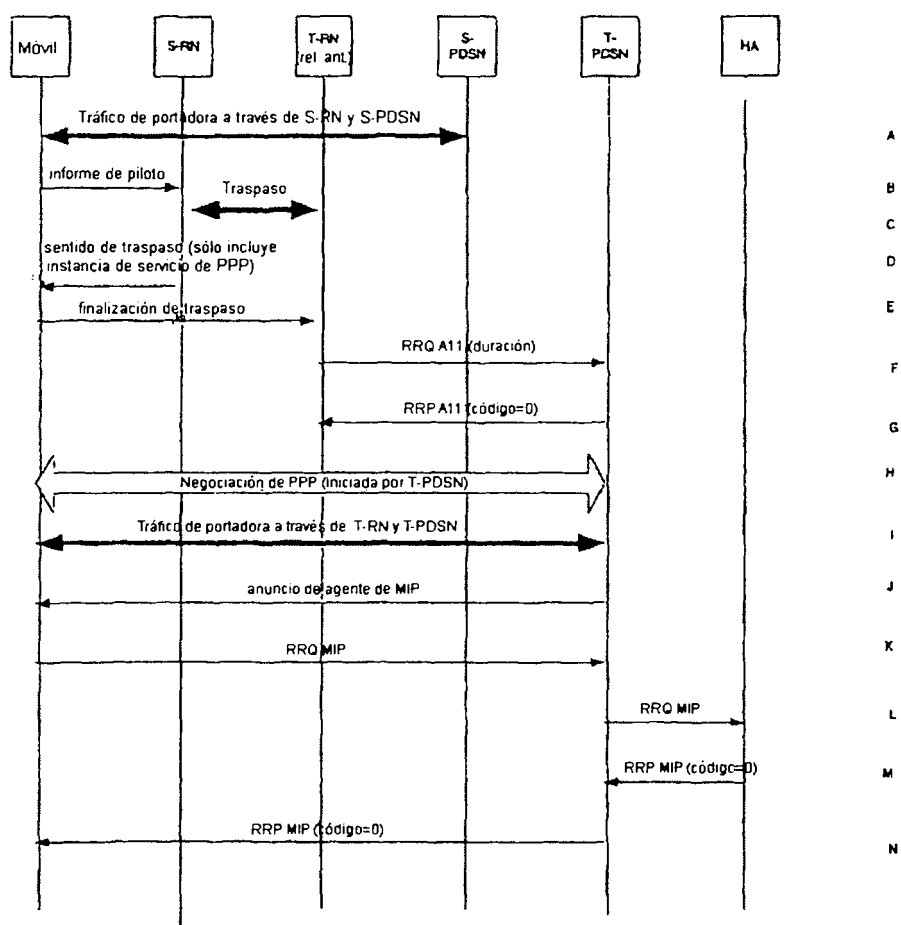 Móvil
S-RN
T-RN
(rel. ant.)
S-
PDSN
T-
PDSN
HA
Tráfico de portadora a través de S-RN y S-PDSN
A
informe de piloto
B
Traspaso
C
sentido de traspaso (sólo incluye
instancia de servicio de PPP)
D
finalización de traspaso
E
RRQ A11 (duración)
F
RRP A11 (código=0)
G
Negociación de PPP (Iniciada por T-PDSN)
H
Tráfico de portadora a través de T-RN y T-PDSN
I
anuncio de agente de MIP
J
RRQ MIP
K
RRQ MIP
L
RRP MIP (código=0)
M
RRP MIP (código=0)
N